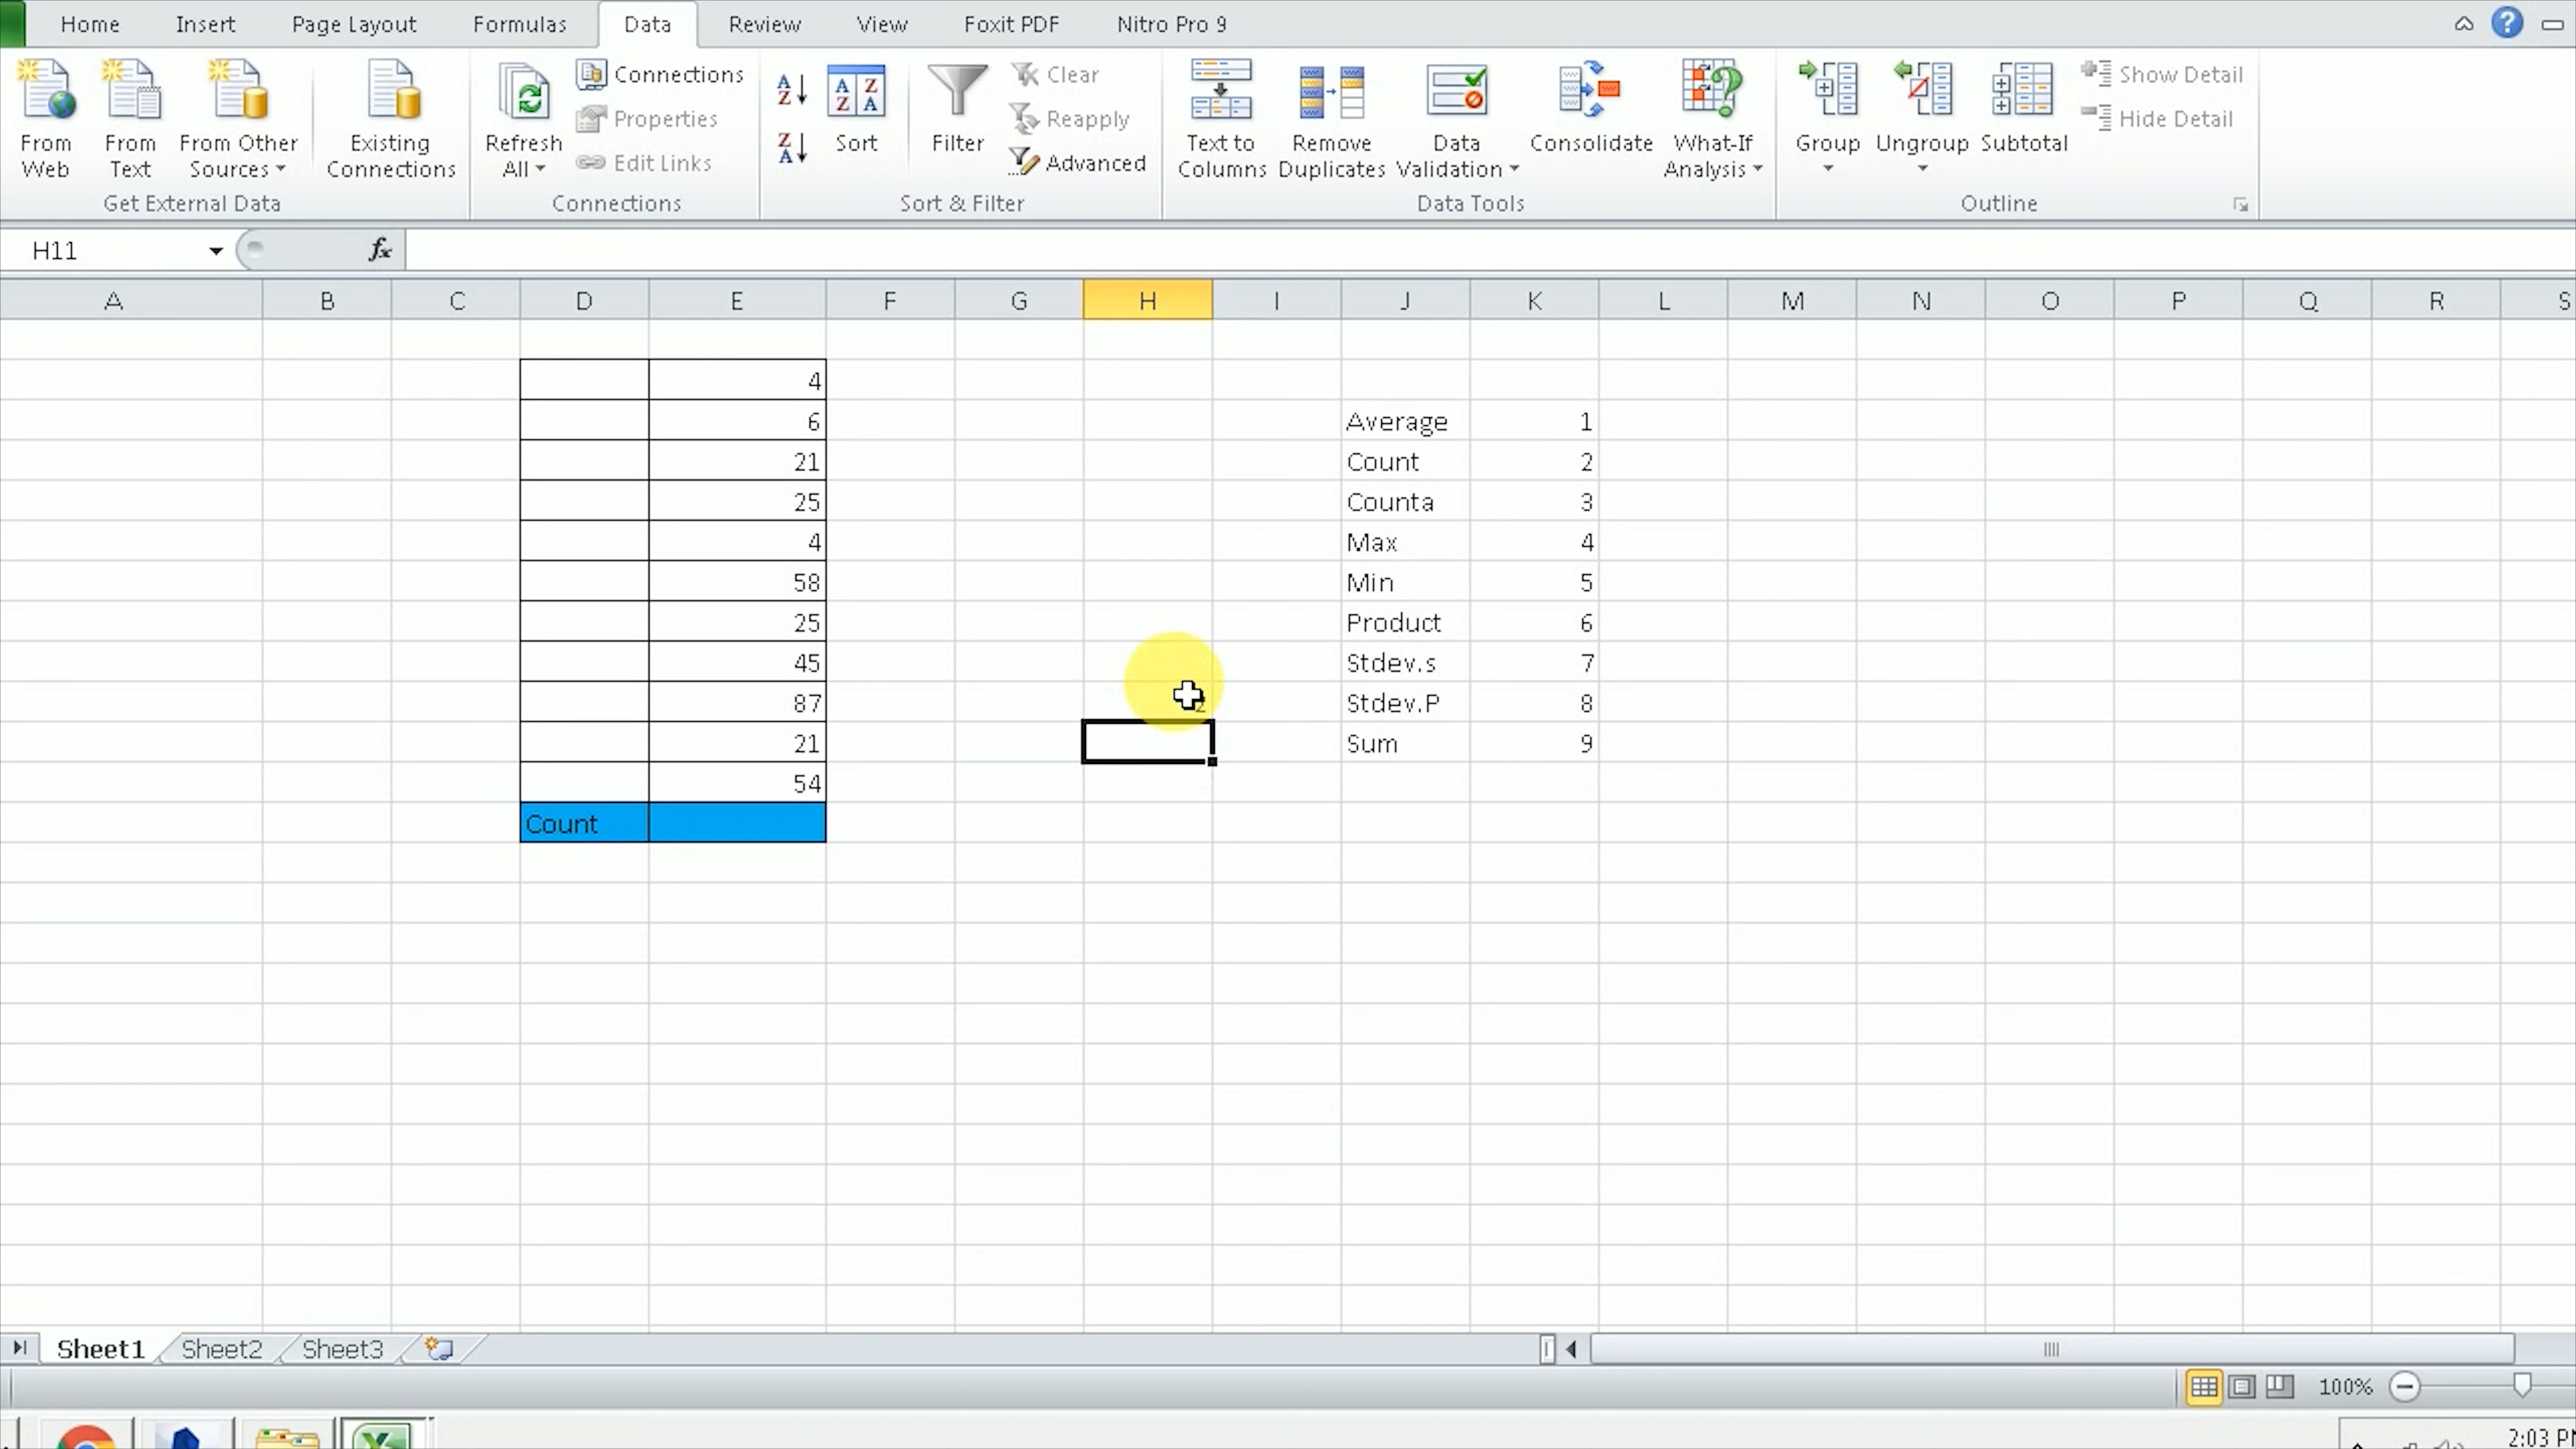 Home Insert Page Layout Formulas Data Review View Foxit PDF Nitro Pro 9
From Web
From Text
From Other Sources
Existing Connections
Get External Data
Refresh All
Connections
Properties
Edit Links
Connections
Sort
Filter
Clear
Reapply
Advanced
Sort & Filter
Text to Columns
Remove Duplicates
Data Validation
Consolidate
What-If Analysis
Data Tools
Group
Ungroup
Subtotal
Show Detail
Hide Detail
Outline
H11 fx
A B C D E F G H I J K L M N O P Q R S
4
6 Average 1
21 Count 2
25 Counta 3
4 Max 4
58 Min 5
25 Product 6
45 Stdev.s 7
87 2 Stdev.P 8
21 Sum 9
54
Count
Sheet1 Sheet2 Sheet3
100%